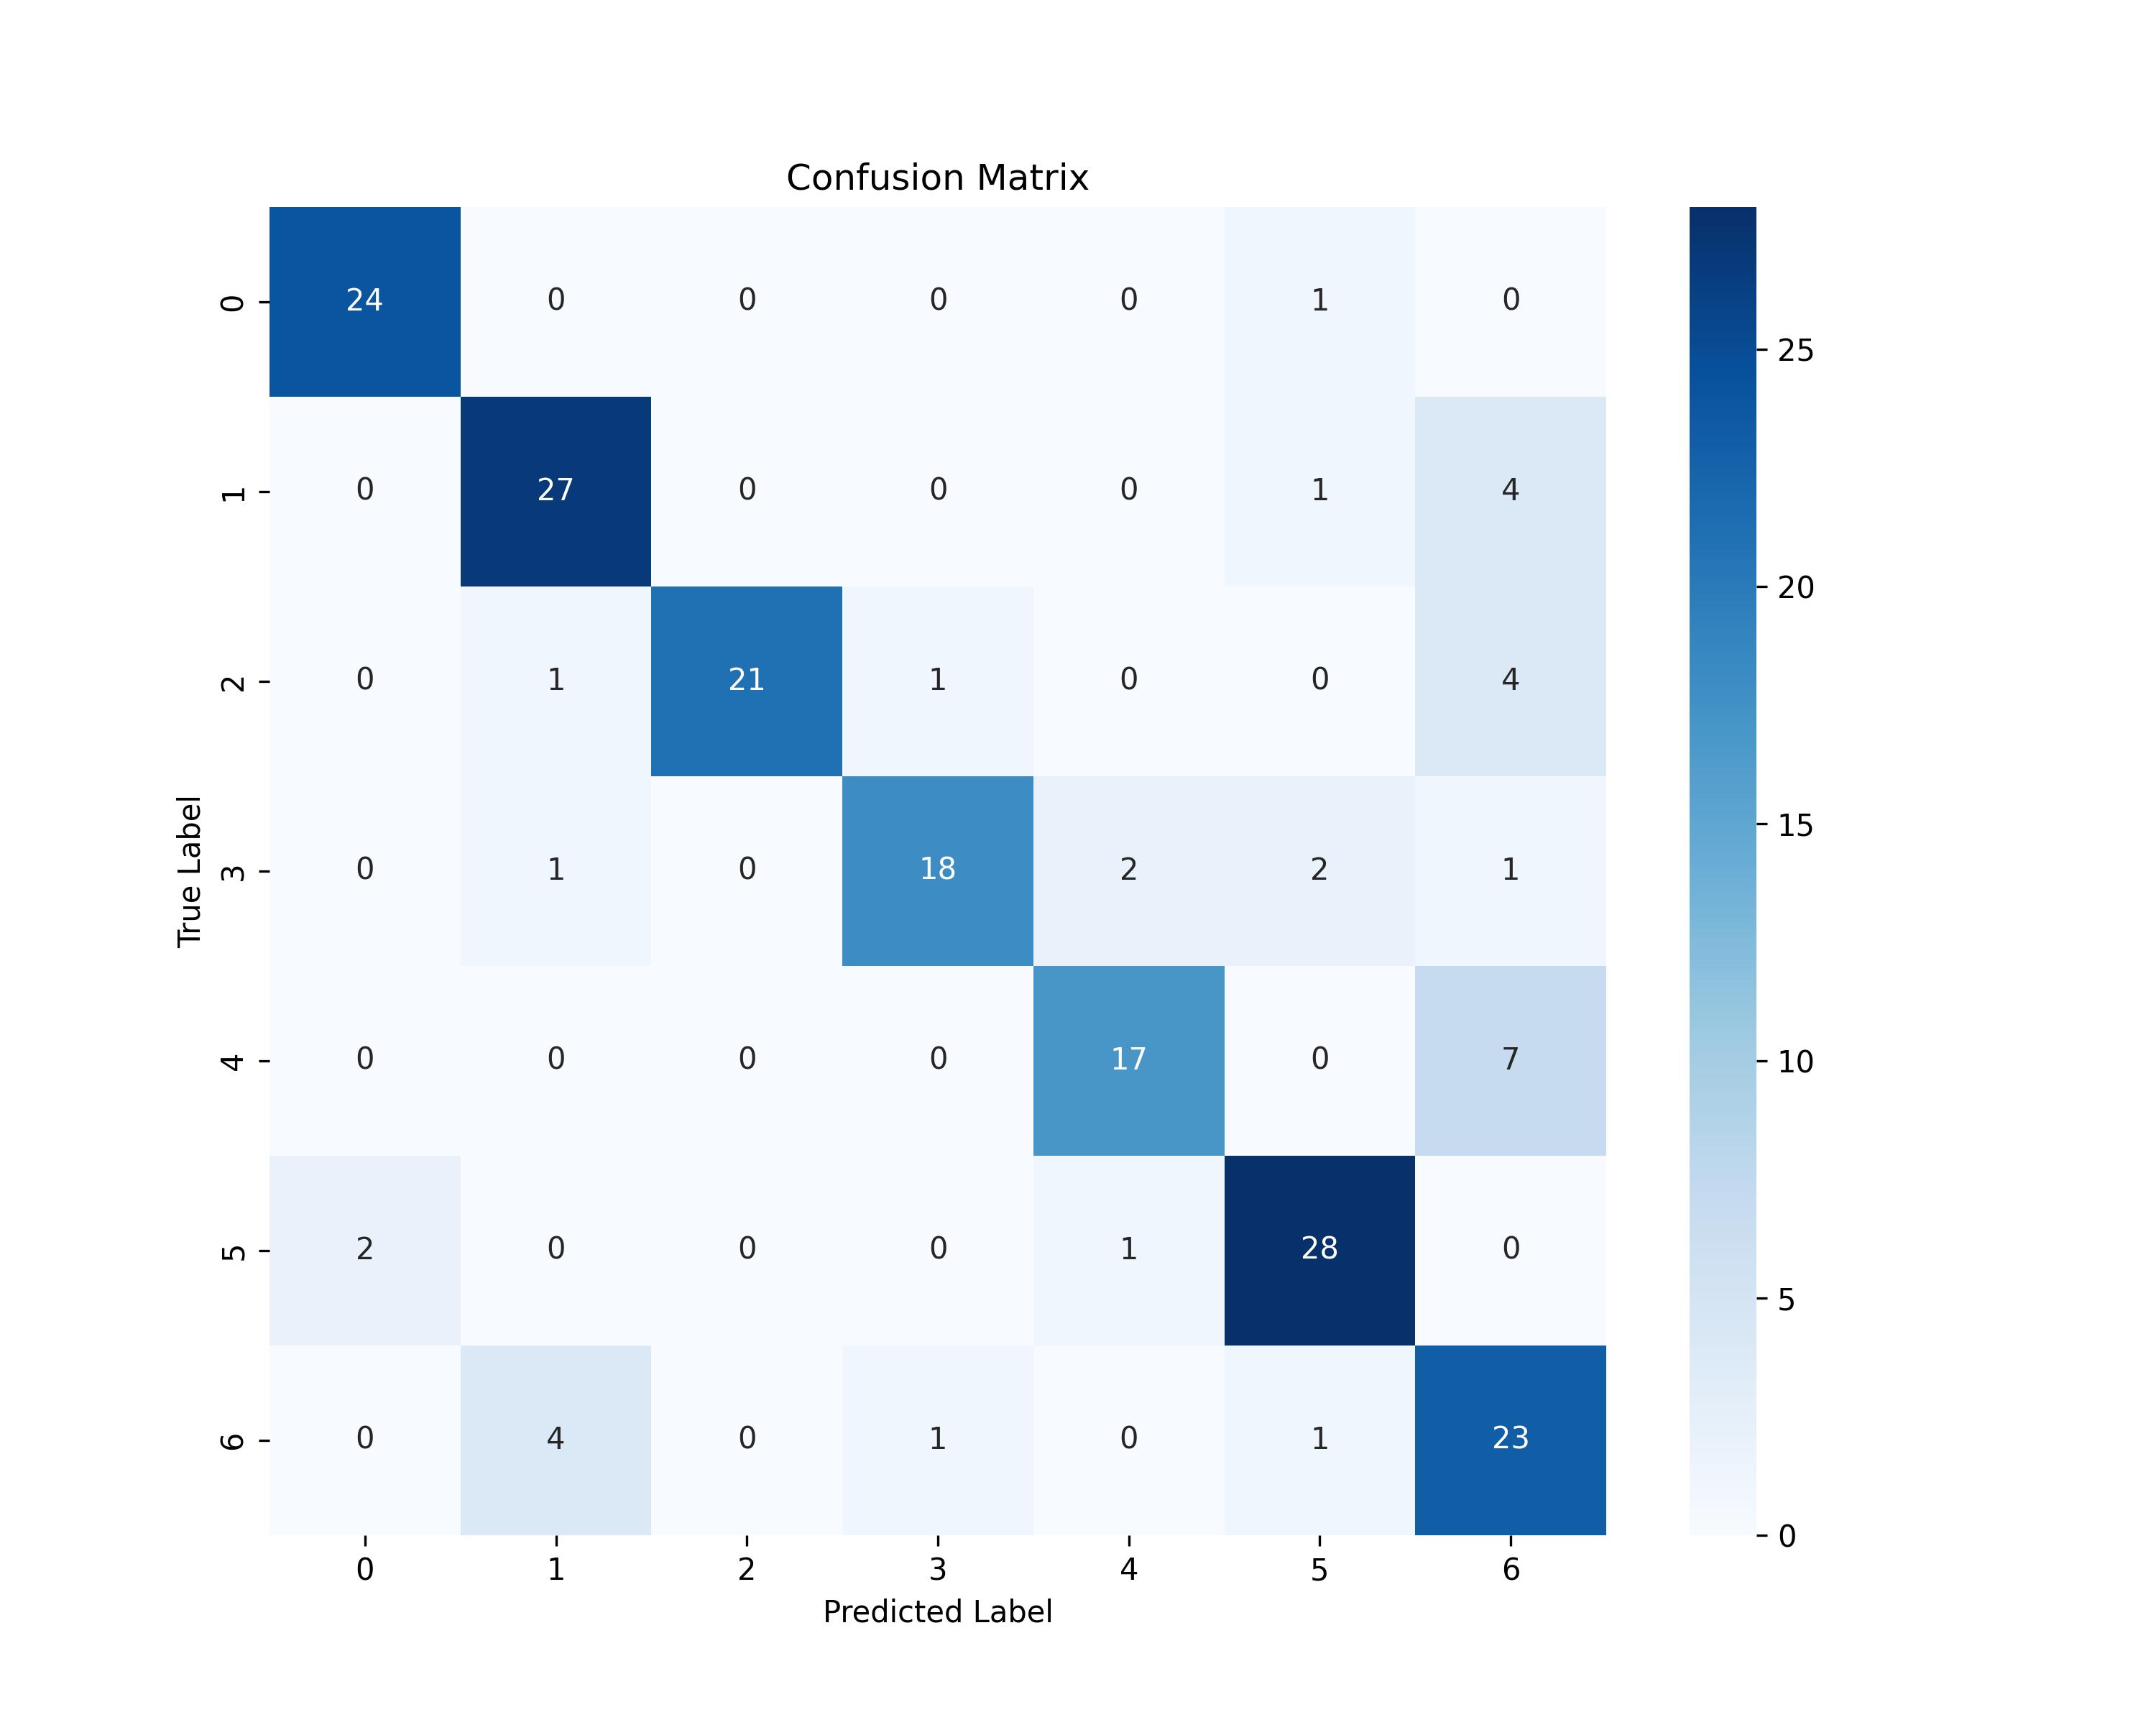 Confusion Matrix
True Label
0 24 0 0 0 0 1 0
1 0 27 0 0 0 1 4
2 0 1 21 1 0 0 4
3 0 1 0 18 2 2 1
4 0 0 0 0 17 0 7
5 2 0 0 0 1 28 0
6 0 4 0 1 0 1 23
0 1 2 3 4 5 6
Predicted Label
25
20
15
10
5
0